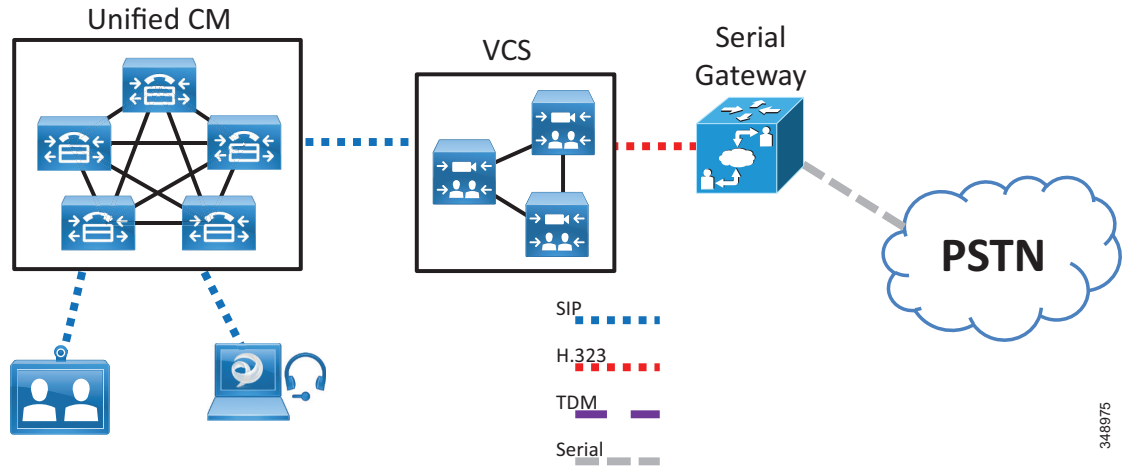 Unified CM
VCS
Serial
Gateway
PSTN
SIP
H.323
TDM
Serial
348975